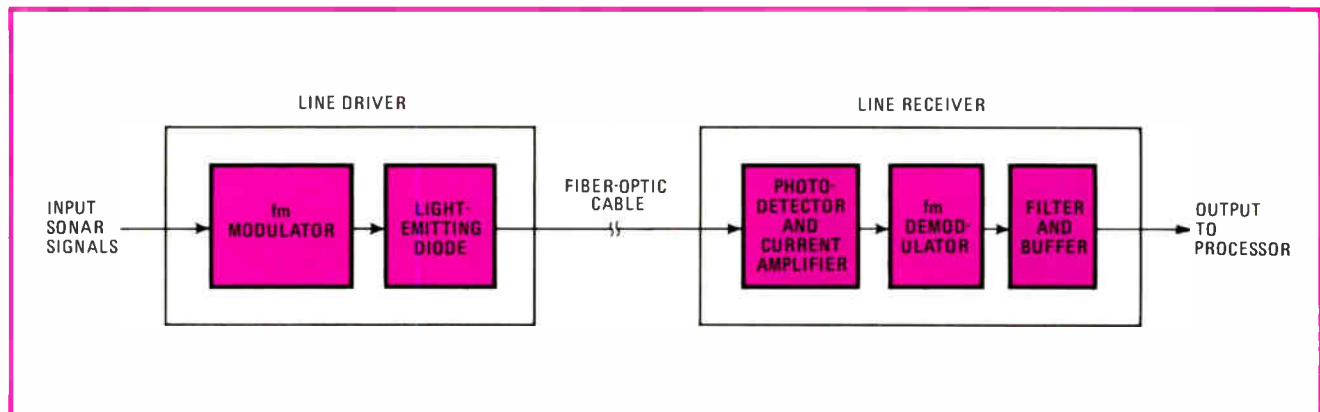 LINE DRIVER
LINE RECEIVER
INPUT
SONAR
SIGNALS
fm
MODULATOR
LIGHT-
EMITTING
DIODE
FIBER-OPTIC
CABLE
PHOTO-
DETECTOR
AND
CURRENT
AMPLIFIER
fm
DEMOD-
ULATOR
FILTER
AND
BUFFER
OUTPUT
TO
PROCESSOR